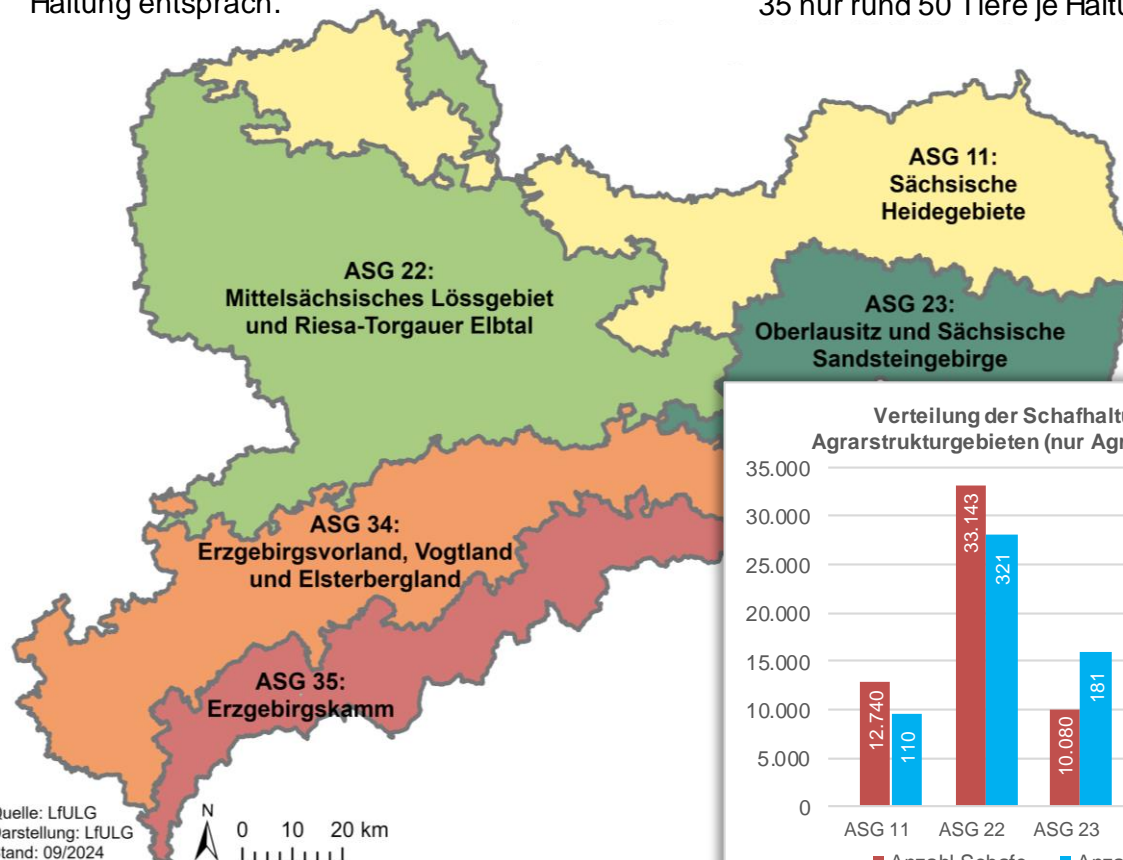 Haltung entsprach.
35 nur rund 50 Tiere je
ASG 11:
Sächsische
Heidegebiete
ASG 22:
Mittelsächsisches Lössgebiet
und Riesa-Torgauer Elbtal
ASG 23:
Oberlausitz und Sächsische
Sandsteingebirge
ASG 34:
Erzgebirgsvorland, Vogtland
und Elsterbergland
ASG 35:
Erzgebirgskamm
Verteilung der
Agrarstrukturgebieten (nur
35.000
30.000
25.000
20.000
15.000
10.000
5.000
0
12.740
110
33.143
321
10.080
181
ASG 11 ASG 22 ASG 23
Anzahl Schafe
Quelle: LfULG
Darstellung: LfULG
Stand: 09/2024
N
0 10 20 km